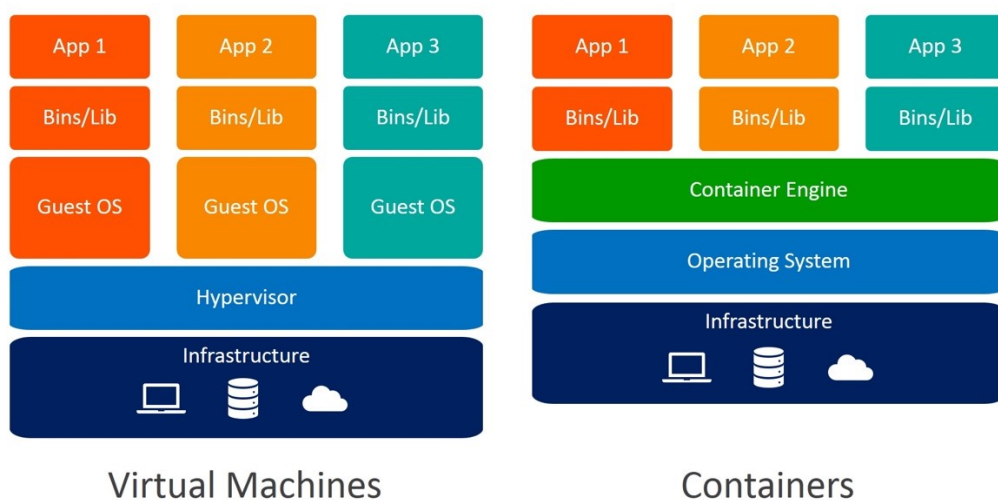 App 1
App 2
App 3
Bins/Lib
Bins/Lib
Bins/Lib
Guest OS
Guest OS
Guest OS
Hypervisor
Infrastructure
Virtual Machines
App 1
App 2
App 3
Bins/Lib
Bins/Lib
Bins/Lib
Container Engine
Operating System
Infrastructure
Containers